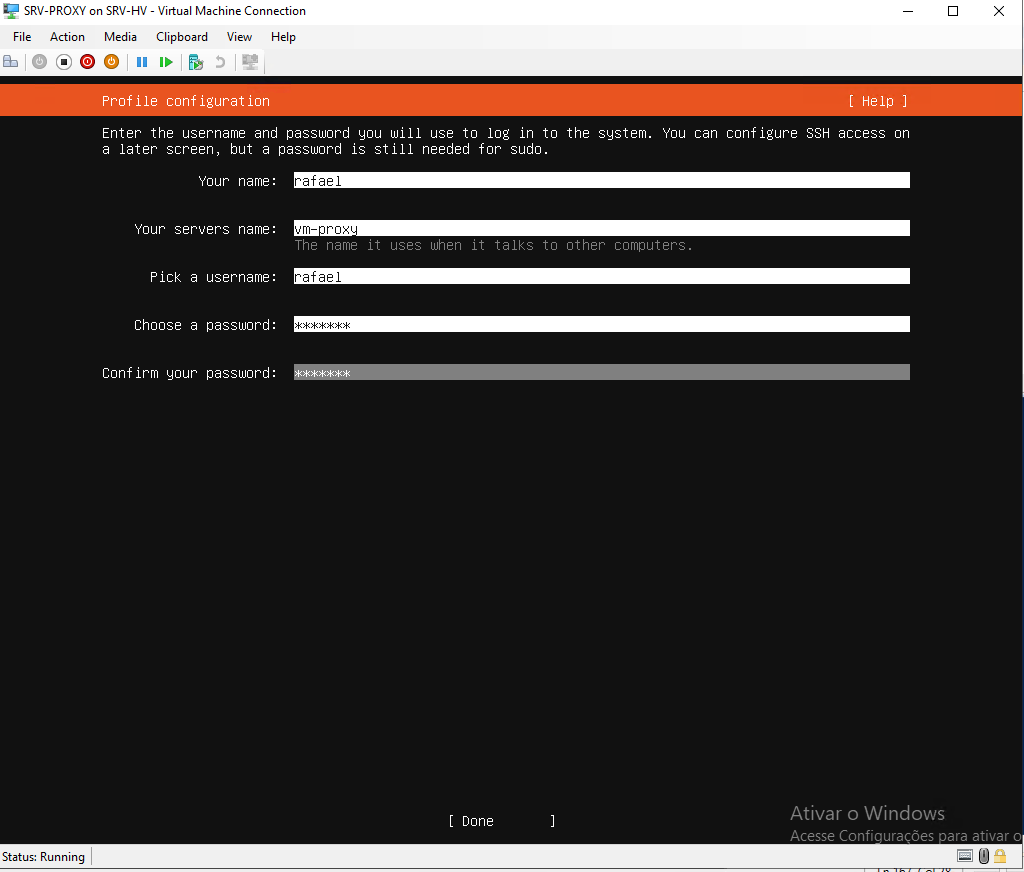 SRV-PROXY on SRV-HV - Virtual Machine Connection
File Action Media Clipboard View Help
Profile configuration [ Help ]
Enter the username and password you will use to log in to the system. You can configure SSH access on
a later screen, but a password is still needed for sudo.
Your name: rafael
Your servers name: vm-proxy
The name it uses when it talks to other computers.
Pick a username: rafael
Choose a password: *******
Confirm your password: *******
[ Done ]
Ativar o Windows
Acesse Configurações para ativar o
Status: Running